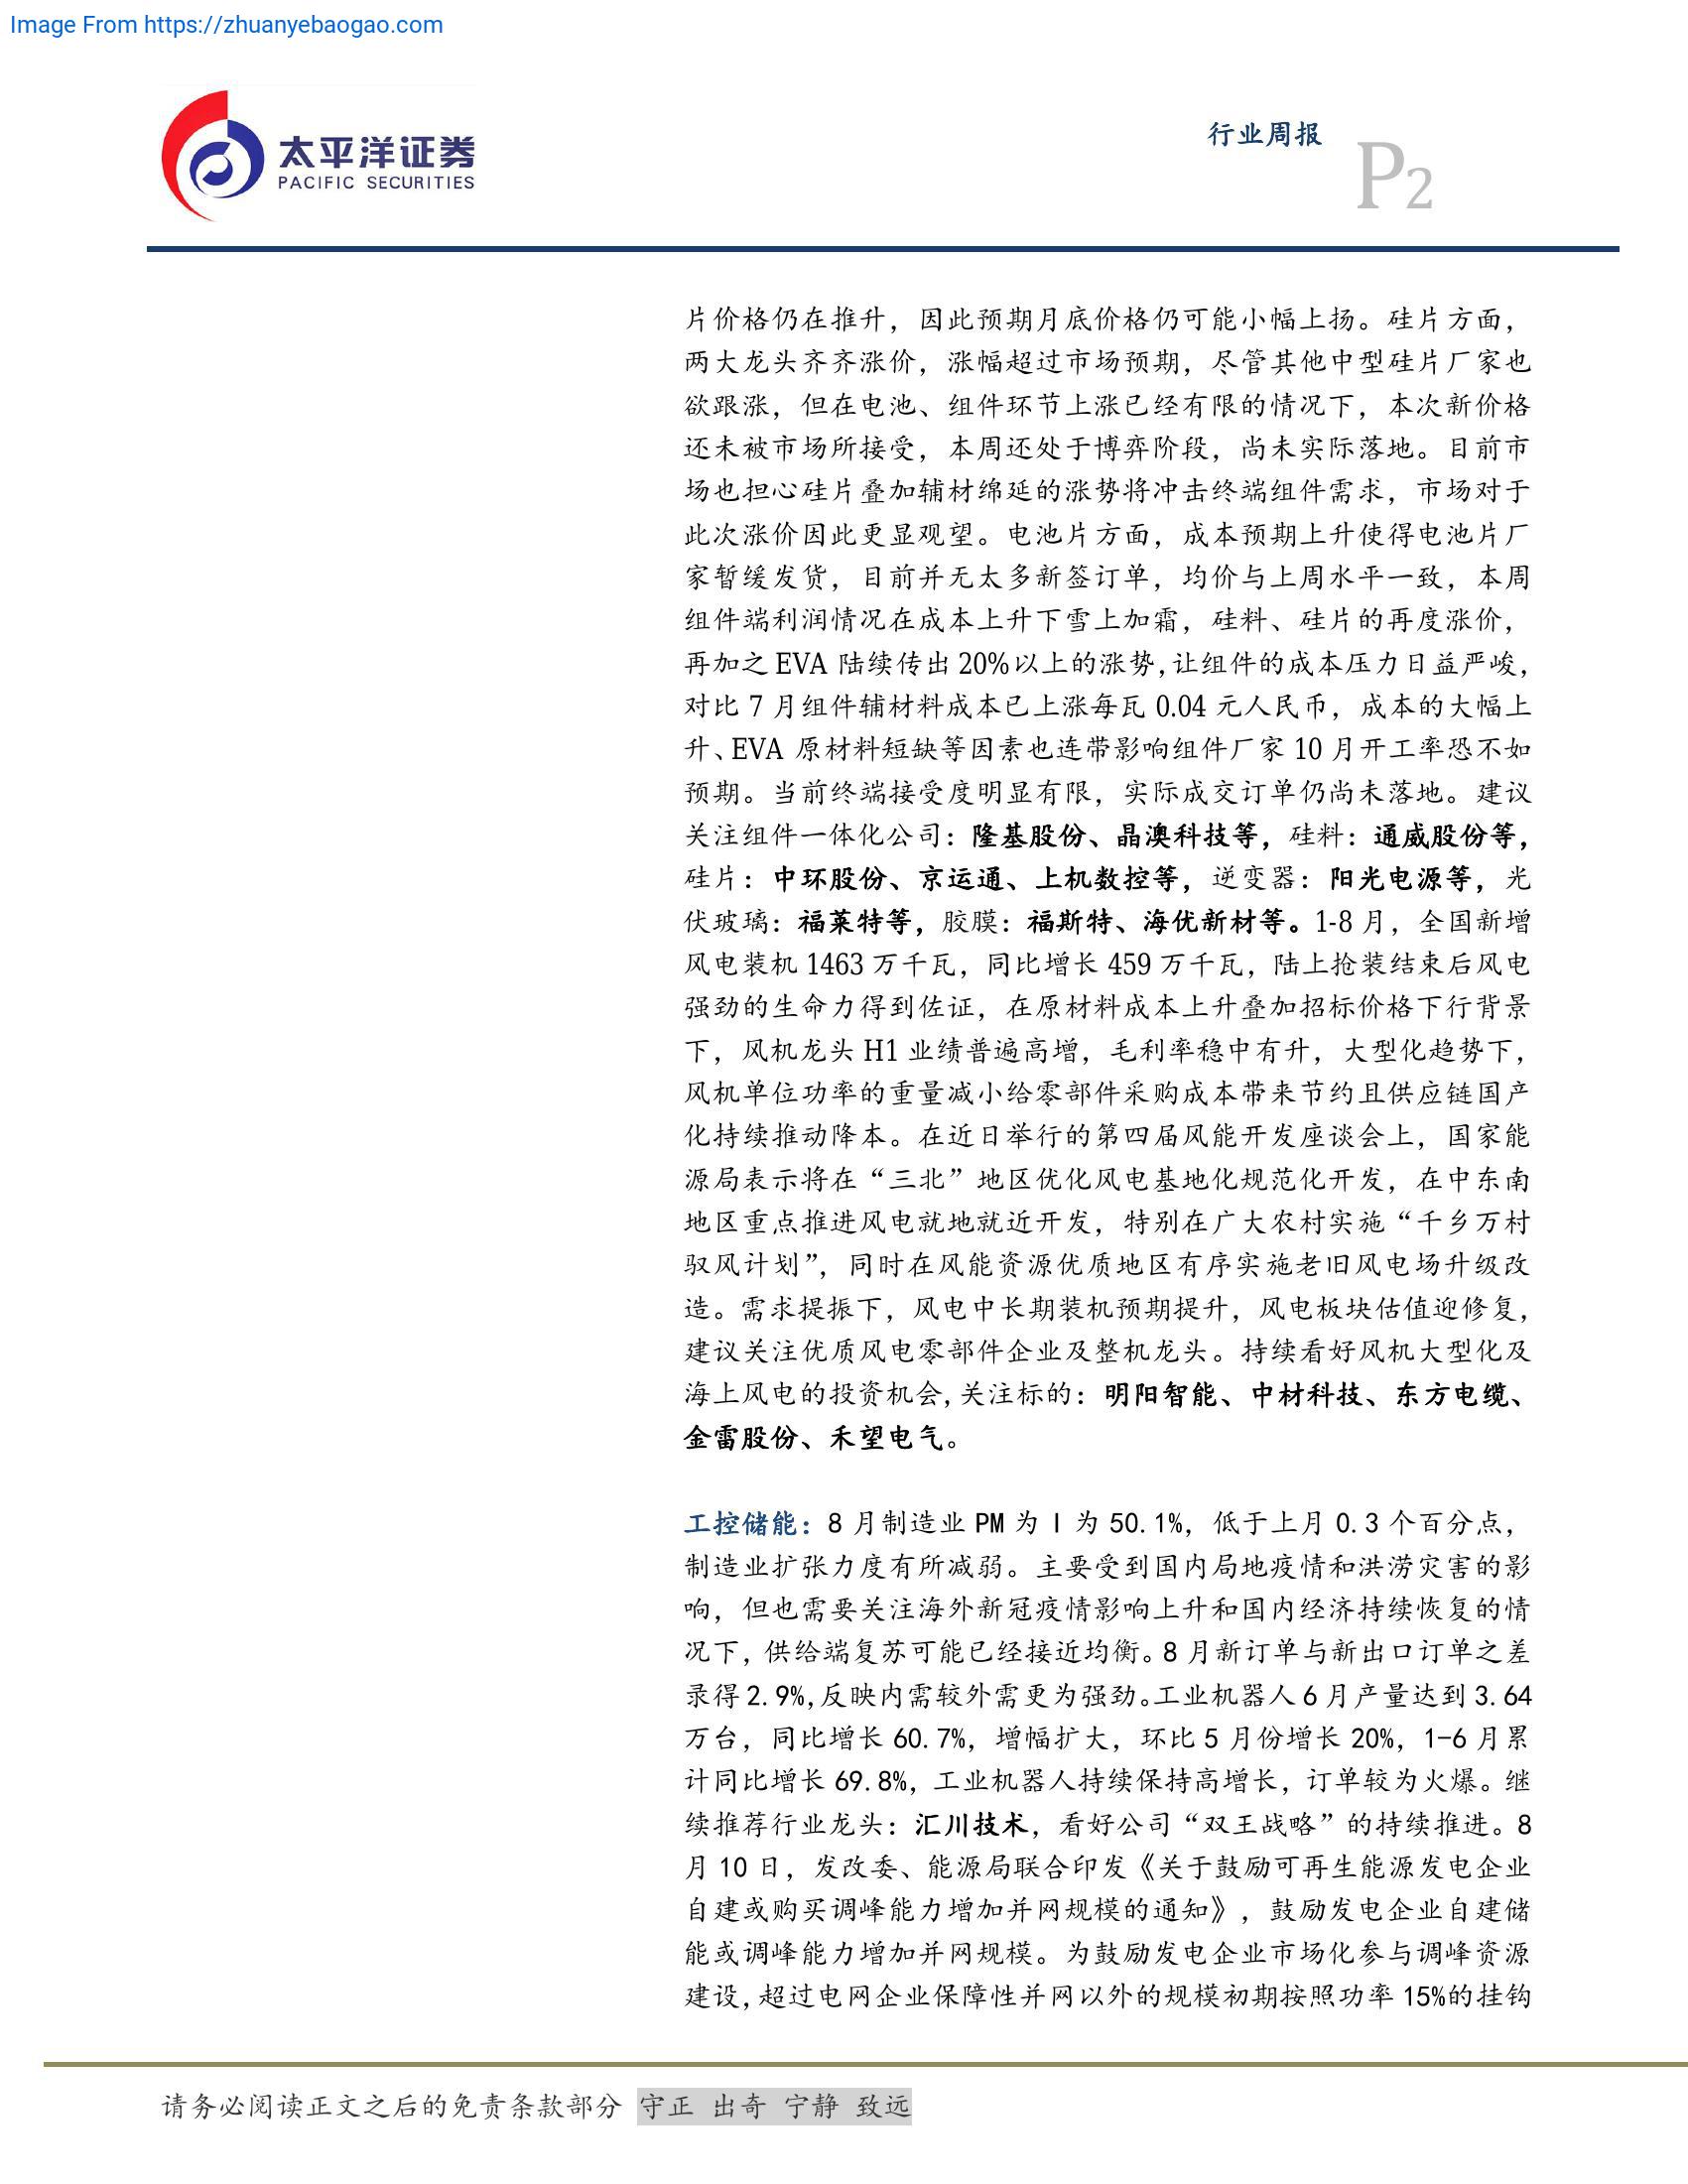 Image From https://zhuanyebaogao.com
太平洋证券
PACIFIC SECURITIES
行业周报
P2
片价格仍在推升，因此预期月底价格仍可能小幅上扬。硅片方面，
两大龙头齐齐涨价，涨幅超过市场预期，尽管其他中型硅片厂家也
欲跟涨，但在电池、组件环节上涨已经有限的情况下，本次新价格
还未被市场所接受，本周还处于博弈阶段，尚未实际落地。目前市
场也担心硅片叠加辅材绵延的涨势将冲击终端组件需求，市场对于
此次涨价因此更显观望。电池片方面，成本预期上升使得电池片厂
家暂缓发货，目前并无太多新签订单，均价与上周水平一致，本周
组件端利润情况在成本上升下雪上加霜，硅料、硅片的再度涨价，
再加之 EVA 陆续传出 20%以上的涨势,让组件的成本压力日益严峻，
对比 7 月组件辅材料成本已上涨每瓦 0.04 元人民币，成本的大幅上
升、EVA 原材料短缺等因素也连带影响组件厂家 10 月开工率恐不如
预期。当前终端接受度明显有限，实际成交订单仍尚未落地。建议
关注组件一体化公司：隆基股份、晶澳科技等，硅料：通威股份等，
硅片：中环股份、京运通、上机数控等，逆变器：阳光电源等，光
伏玻璃：福莱特等，胶膜：福斯特、海优新材等。1-8 月，全国新增
风电装机 1463 万千瓦，同比增长 459 万千瓦，陆上抢装结束后风电
强劲的生命力得到佐证，在原材料成本上升叠加招标价格下行背景
下，风机龙头 H1 业绩普遍高增，毛利率稳中有升，大型化趋势下，
风机单位功率的重量减小给零部件采购成本带来节约且供应链国产
化持续推动降本。在近日举行的第四届风能开发座谈会上，国家能
源局表示将在“三北”地区优化风电基地化规范化开发，在中东南
地区重点推进风电就地就近开发，特别在广大农村实施“千乡万村
驭风计划”，同时在风能资源优质地区有序实施老旧风电场升级改
造。需求提振下，风电中长期装机预期提升，风电板块估值迎修复，
建议关注优质风电零部件企业及整机龙头。持续看好风机大型化及
海上风电的投资机会,关注标的：明阳智能、中材科技、东方电缆、
金雷股份、禾望电气。
工控储能：8 月制造业 PM 为 I 为 50.1%，低于上月 0.3 个百分点，
制造业扩张力度有所减弱。主要受到国内局地疫情和洪涝灾害的影
响，但也需要关注海外新冠疫情影响上升和国内经济持续恢复的情
况下，供给端复苏可能已经接近均衡。8 月新订单与新出口订单之差
录得 2.9%,反映内需较外需更为强劲。工业机器人 6 月产量达到 3.64
万台，同比增长 60.7%，增幅扩大，环比 5 月份增长 20%，1-6 月累
计同比增长 69.8%，工业机器人持续保持高增长，订单较为火爆。继
续推荐行业龙头：汇川技术，看好公司“双王战略”的持续推进。8
月 10 日，发改委、能源局联合印发《关于鼓励可再生能源发电企业
自建或购买调峰能力增加并网规模的通知》，鼓励发电企业自建储
能或调峰能力增加并网规模。为鼓励发电企业市场化参与调峰资源
建设,超过电网企业保障性并网以外的规模初期按照功率 15%的挂钩
请务必阅读正文之后的免责条款部分 守正 出奇 宁静 致远